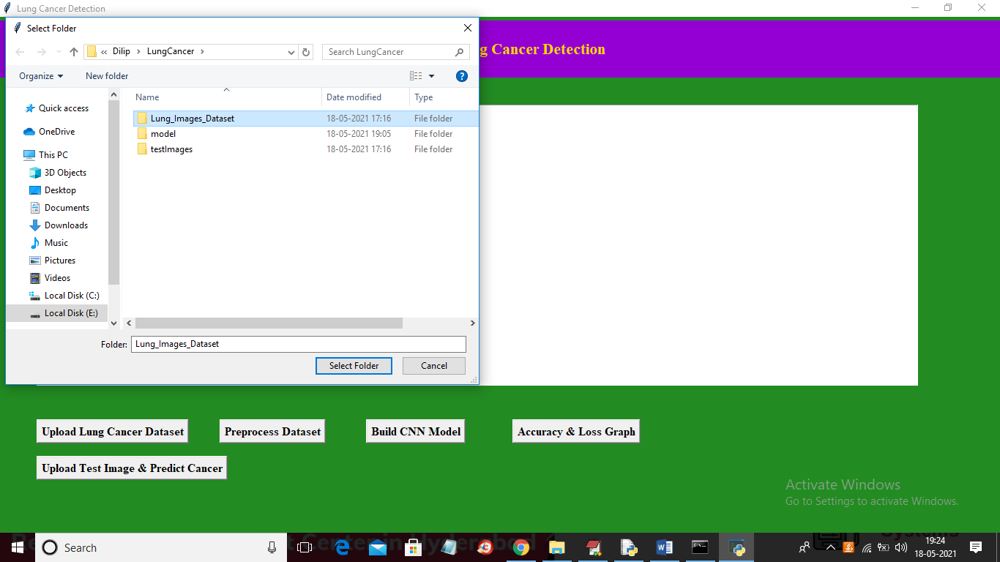 Lung Cancer Detection
Select Folder
g Cancer Detection
« Dilip > LungCancer >
Search LungCancer
Organize
New folder
?
Name
Date modified
Type
Quick access
OneDrive
This PC
3D Objects
Desktop
Documents
Downloads
Music
Pictures
Videos
Local Disk (C:)
Local Disk (E:)
Lung_Images_Dataset 18-05-2021 17:16 File folder
model 18-05-2021 19:05 File folder
testImages 18-05-2021 17:16 File folder
Folder: Lung_Images_Dataset
Select Folder
Cancel
Upload Lung Cancer Dataset
Preprocess Dataset
Build CNN Model
Accuracy & Loss Graph
Upload Test Image & Predict Cancer
Activate Windows
Go to Settings to activate Windows.
Search
19:24
18-05-2021